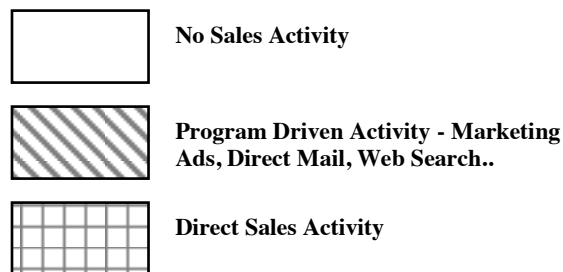 No Sales Activity
Program Driven Activity - Marketing
Ads, Direct Mail, Web Search..
Direct Sales Activity